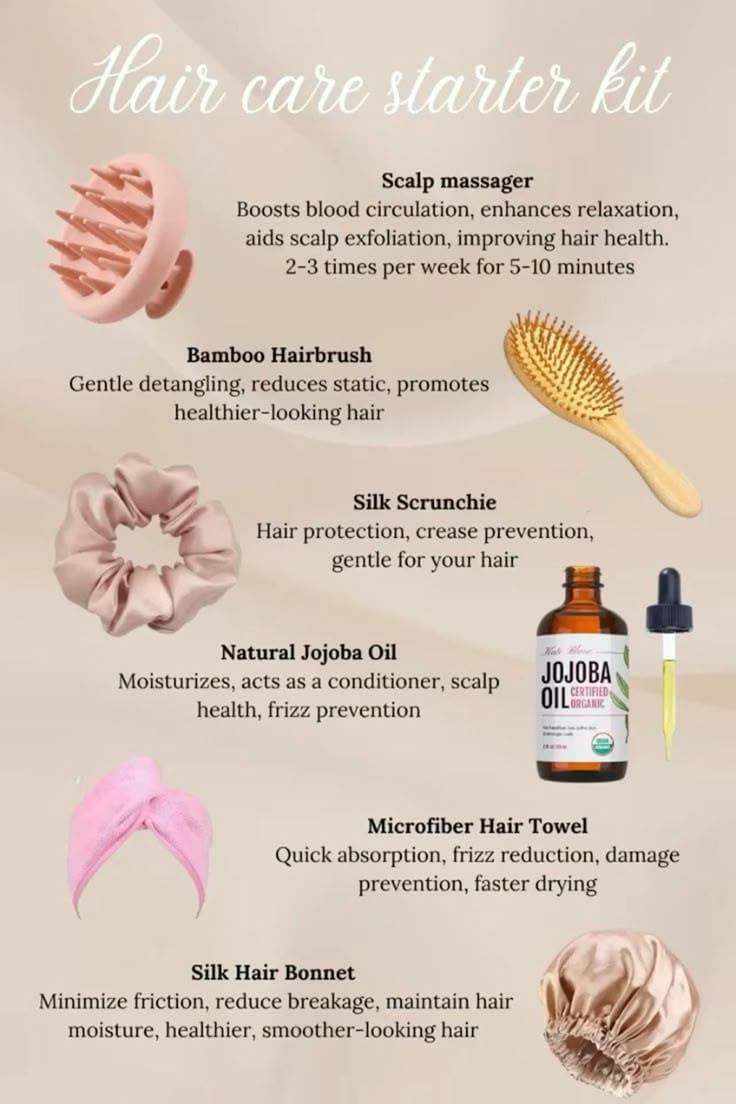 Hair care starter kit
Scalp massager
Boosts blood circulation, enhances relaxation,
aids scalp exfoliation, improving hair health.
2-3 times per week for 5-10 minutes
Bamboo Hairbrush
Gentle detangling, reduces static, promotes
healthier-looking hair
Silk Scrunchie
Hair protection, crease prevention,
gentle for your hair
JOJOBA
OIL CERTIFIED
ORGANIC
Natural Jojoba Oil
Moisturizes, acts as a conditioner, scalp
health, frizz prevention
Microfiber Hair Towel
Quick absorption, frizz reduction, damage
prevention, faster drying
Silk Hair Bonnet
Minimize friction, reduce breakage, maintain hair
moisture, healthier, smoother-looking hair